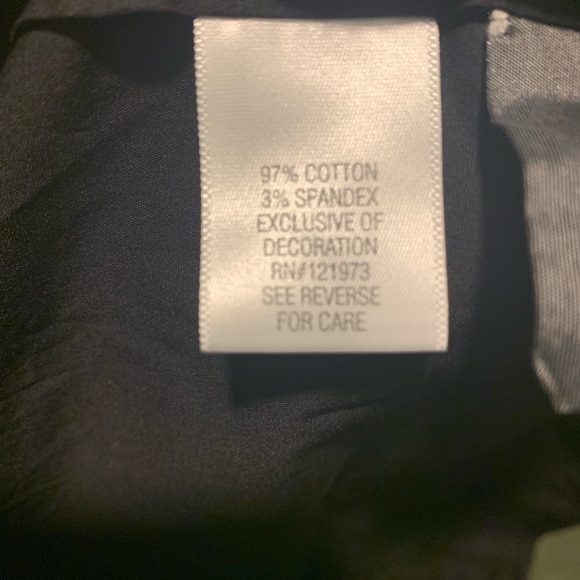 97% COTTON
3% SPANDEX
EXCLUSIVE OF
DECORATION
RN#121973
SEE REVERSE
FOR CARE